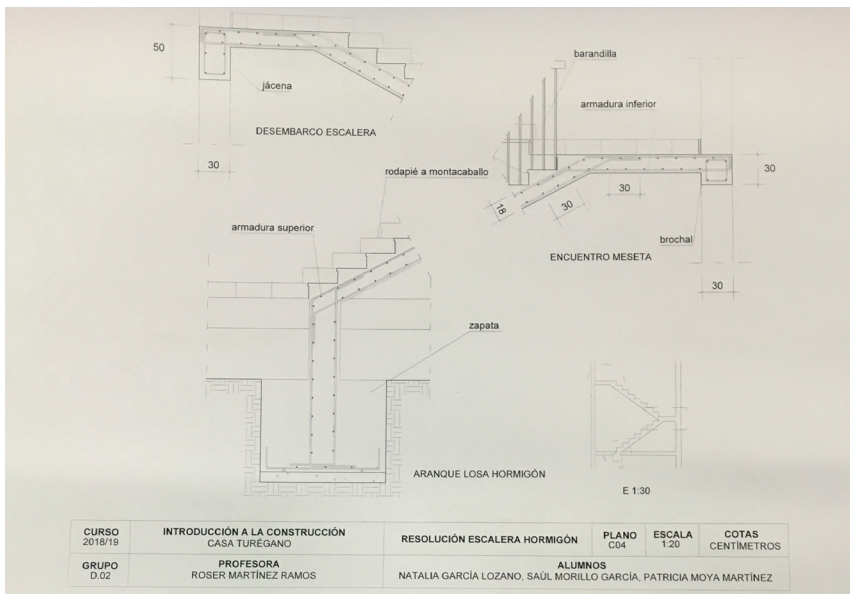 50
jácena
DESEMBARCO ESCALERA
30
barandilla
armadura inferior
30
30
30
18
brochal
ENCUENTRO MESETA
30
rodapié a montacaballo
armadura superior
zapata
ARANQUE LOSA HORMIGÓN
E 1:30
CURSO
2018/19
INTRODUCCIÓN A LA CONSTRUCCIÓN
CASA TURÉGANO
RESOLUCIÓN ESCALERA HORMIGÓN
PLANO
C04
ESCALA
1:20
COTAS
CENTÍMETROS
GRUPO
D.02
PROFESORA
ROSER MARTÍNEZ RAMOS
ALUMNOS
NATALIA GARCÍA LOZANO, SAÚL MORILLO GARCÍA, PATRICIA MOYA MARTÍNEZ